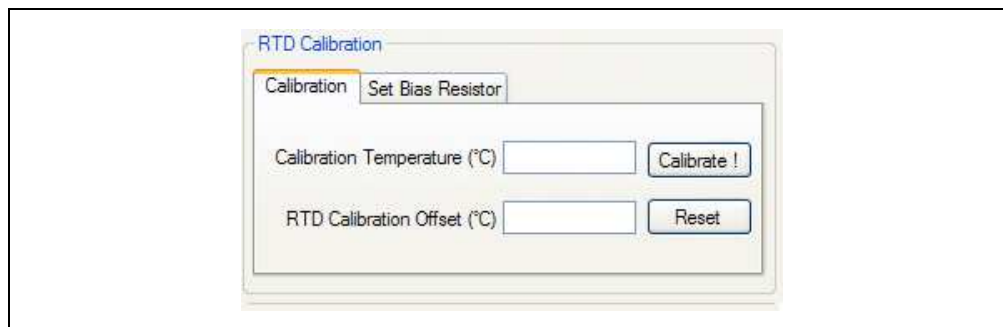 RTD Calibration
Calibration Set Bias Resistor
Calibration Temperature (°C) Calibrate !
RTD Calibration Offset (°C) Reset